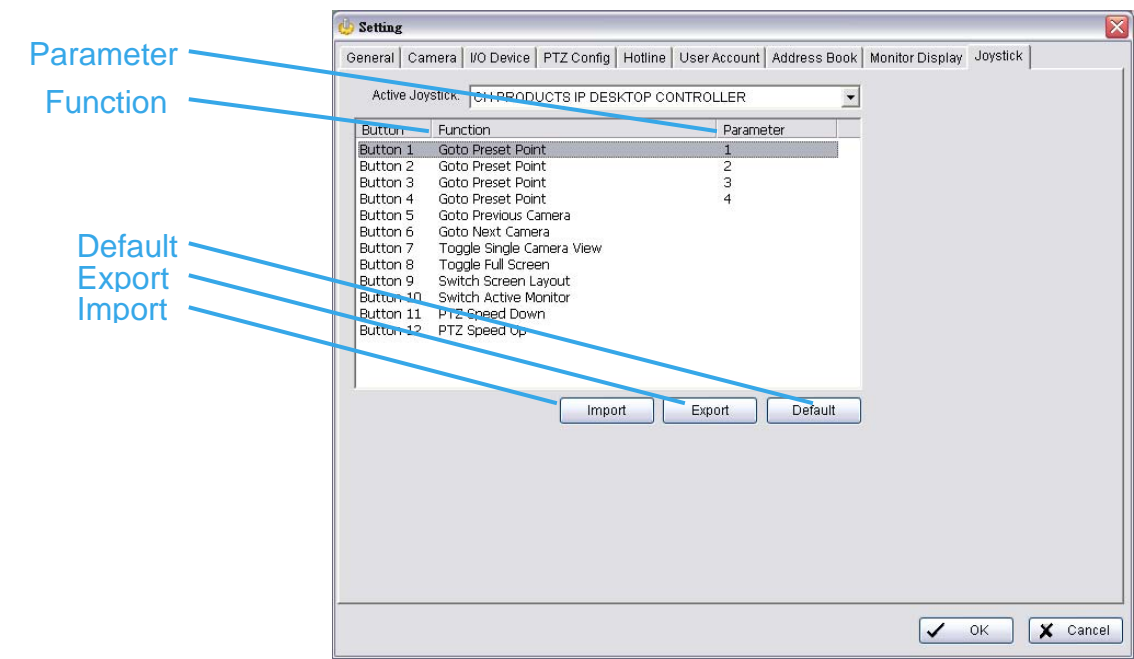 Setting
General Camera I/O Device PTZ Config Hotline User Account Address Book Monitor Display Joystick
Parameter
Function
Active Joystick: CH PRODUCTS IP DESKTOP CONTROLLER
Button Function Parameter
Button 1 Goto Preset Point 1
Button 2 Goto Preset Point 2
Button 3 Goto Preset Point 3
Button 4 Goto Preset Point 4
Button 5 Goto Previous Camera
Button 6 Goto Next Camera
Button 7 Toggle Single Camera View
Button 8 Toggle Full Screen
Button 9 Switch Screen Layout
Button 10 Switch Active Monitor
Button 11 PTZ Speed Down
Button 12 PTZ Speed Up
Default
Export
Import
Import Export Default
OK Cancel